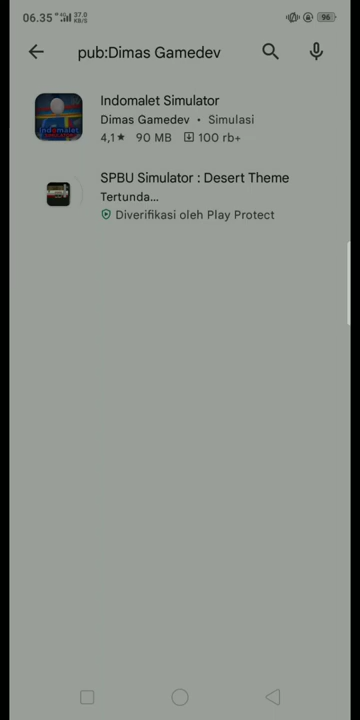 06.35 4G 37.0 KB/S 96
pub:Dimas Gamedev
Indomalet Simulator
Dimas Gamedev • Simulasi
4,1★ 90 MB 100 rb+
SPBU Simulator : Desert Theme
Tertunda...
Diverifikasi oleh Play Protect